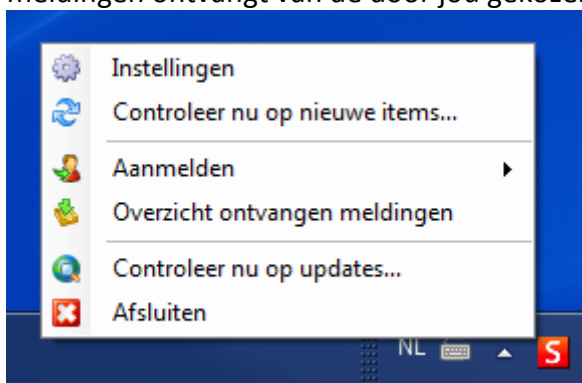 meldingen ontvangt van de door jou gekozen
Instellingen
Controleer nu op nieuwe items...
Aanmelden
Overzicht ontvangen meldingen
Controleer nu op updates...
Afsluiten
NL
S